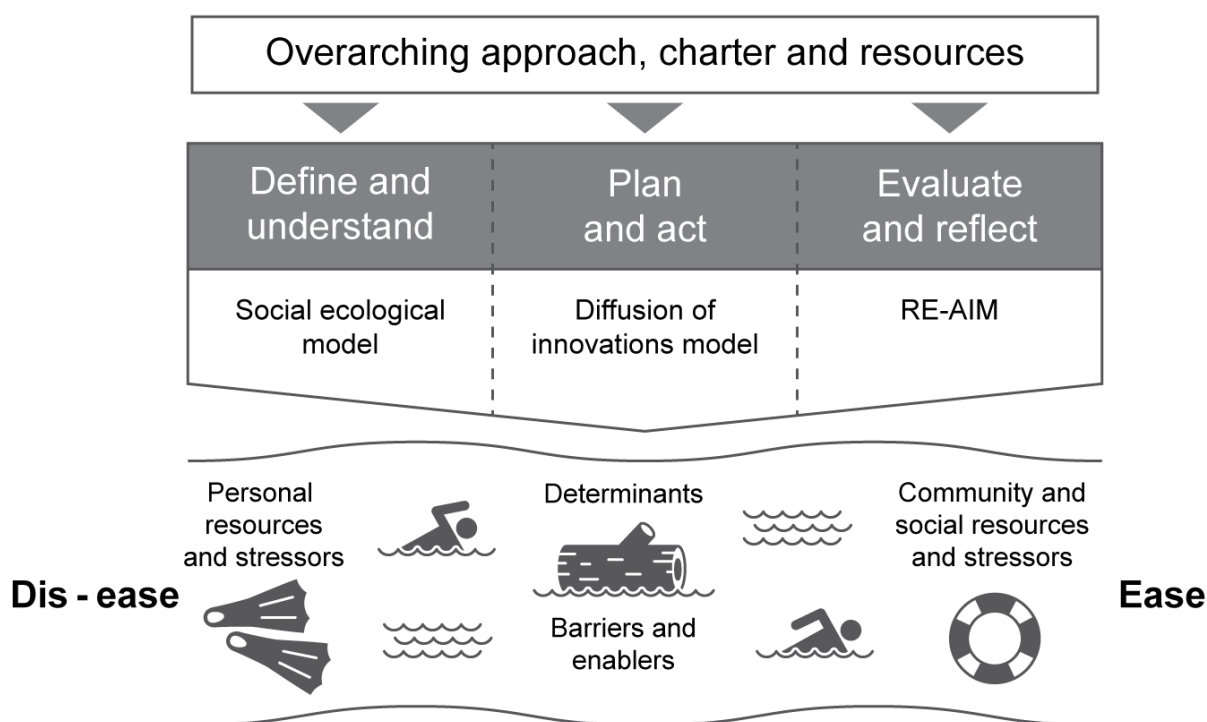 Overarching approach, charter and resources
Define and
understand
Plan
and act
Evaluate
and reflect
Social ecological
model
Diffusion of
innovations model
RE-AIM
Personal
resources
and stressors
Determinants
Community and
social resources
and stressors
Dis - ease
Barriers and
enablers
Ease